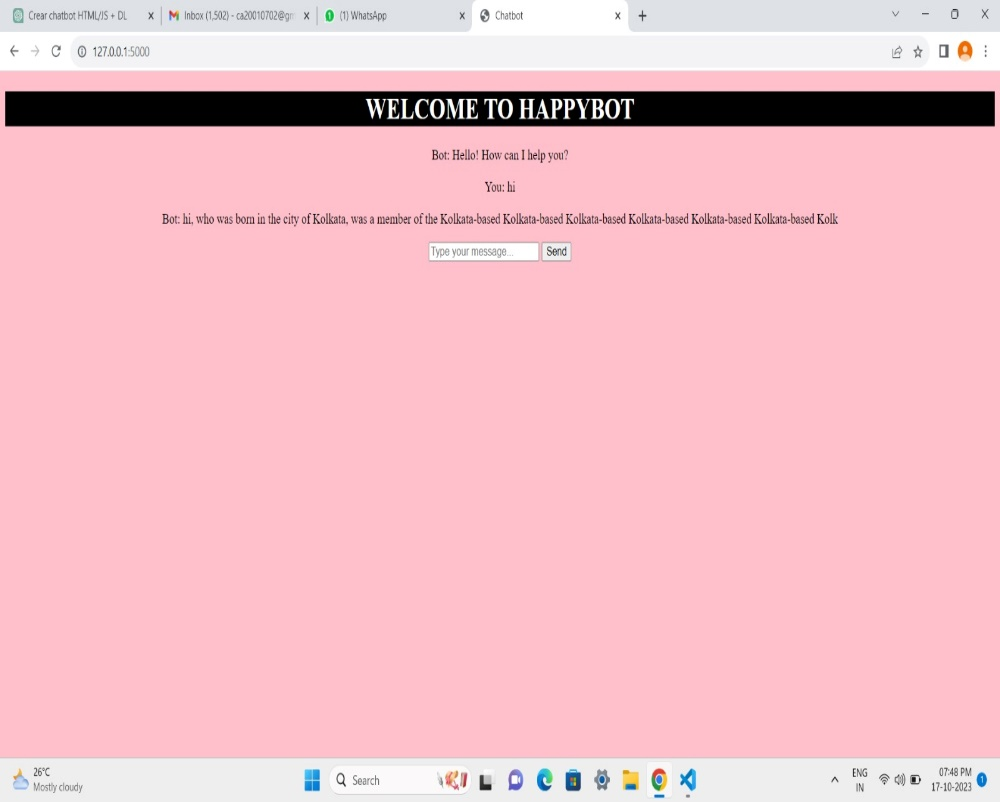 Crear chatbot HTML/JS + DL
Inbox (1,502) - ca20010702@gm
(1) WhatsApp
Chatbot
127.0.0.1:5000
WELCOME TO HAPPYBOT
Bot: Hello! How can I help you?
You: hi
Bot: hi, who was born in the city of Kolkata, was a member of the Kolkata-based Kolkata-based Kolkata-based Kolkata-based Kolkata-based Kolkata-based Kolk
Type your message... Send
26°C
Mostly cloudy
Search
ENG
IN
07:48 PM
17-10-2023
1